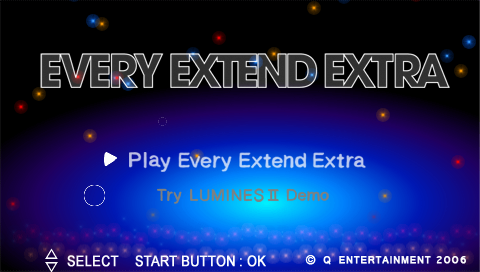 EVERY EXTEND EXTRA
Play Every Extend Extra
Try LUMINES II Demo
SELECT START BUTTON : OK © Q ENTERTAINMENT 2006